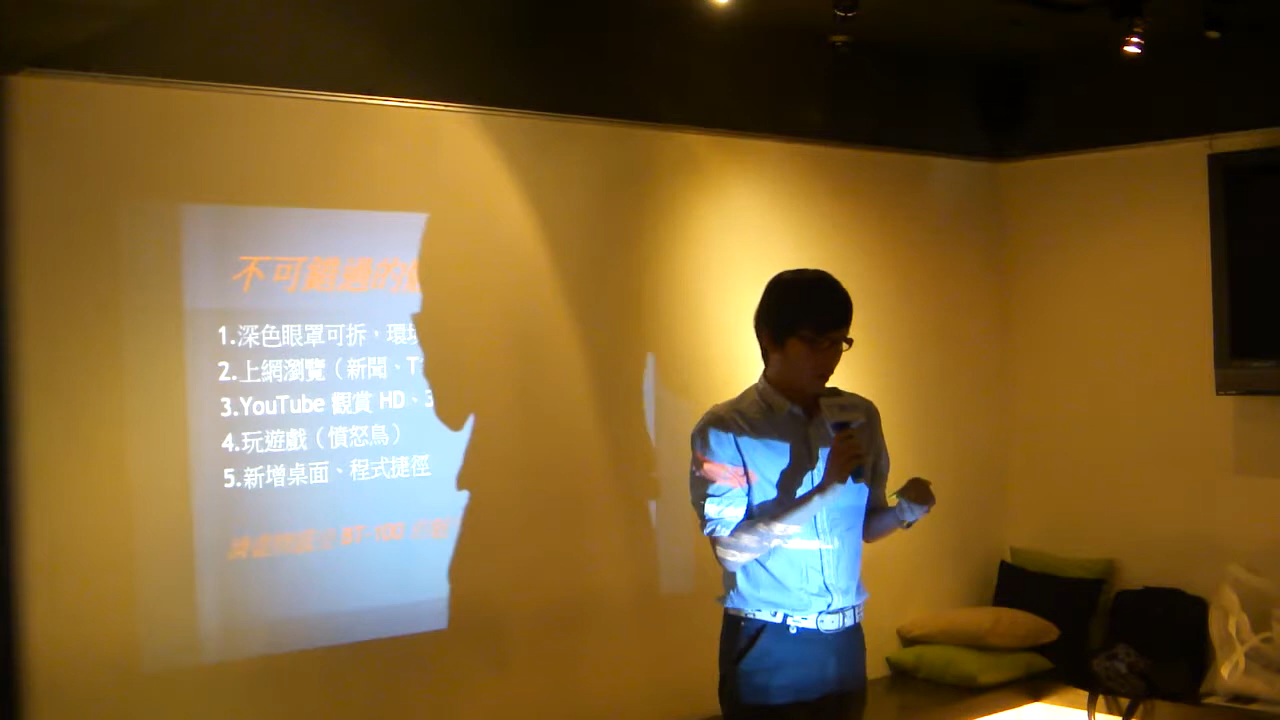 不可錯過的
1.深色眼罩可拆，環境
2.上網瀏覽（新聞、T
3.YouTube 觀賞 HD、3
4.玩遊戲（憤怒鳥）
5.新增桌面、程式捷徑
BT-100